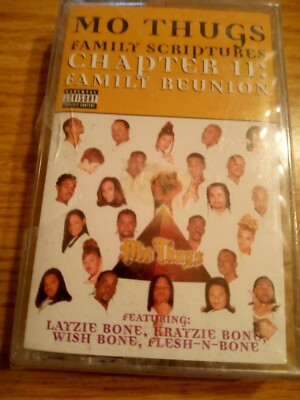 MO THUGS
FAMILY SCRIPTURES
CHAPTER II:
FAMILY REUNION
PARENTAL
ADVISORY
EXPLICIT CONTENT
Mo Thugs
FEATURING:
LAYZIE BONE, KRAYZIE BONE,
WISH BONE, FLESH-N-BONE